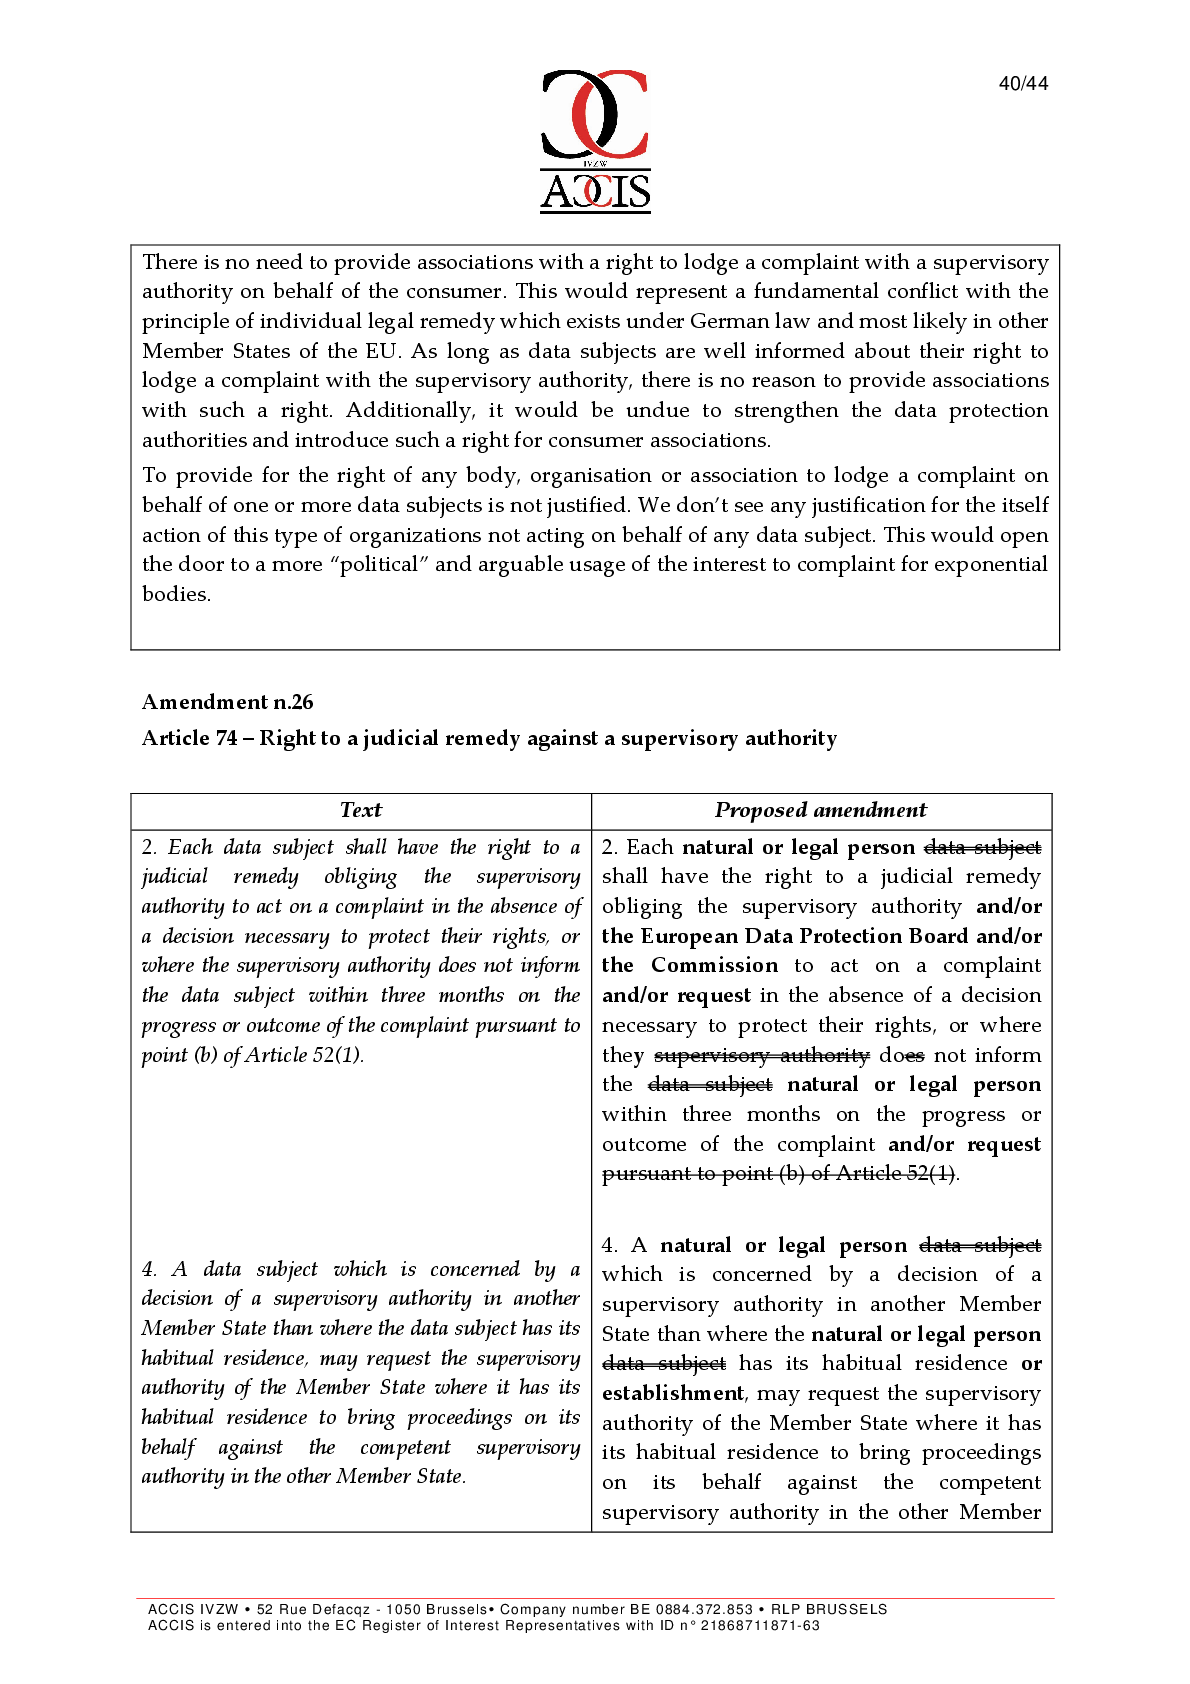 40/44
IVZW
ACCIS
There is no need to provide associations with a right to lodge a complaint with a supervisory
authority on behalf of the consumer. This would represent a fundamental conflict with the
principle of individual legal remedy which exists under German law and most likely in other
Member States of the EU. As long as data subjects are well informed about their right to
lodge a complaint with the supervisory authority, there is no reason to provide associations
with such a right. Additionally, it would be undue to strengthen the data protection
authorities and introduce such a right for consumer associations.
To provide for the right of any body, organisation or association to lodge a complaint on
behalf of one or more data subjects is not justified. We don’t see any justification for the itself
action of this type of organizations not acting on behalf of any data subject. This would open
the door to a more “political” and arguable usage of the interest to complaint for exponential
bodies.
Amendment n.26
Article 74 – Right to a judicial remedy against a supervisory authority
Text
2. Each data subject shall have the right to a
judicial remedy obliging the supervisory
authority to act on a complaint in the absence of
a decision necessary to protect their rights, or
where the supervisory authority does not inform
the data subject within three months on the
progress or outcome of the complaint pursuant to
point (b) of Article 52(1).
4. A data subject which is concerned by a
decision of a supervisory authority in another
Member State than where the data subject has its
habitual residence, may request the supervisory
authority of the Member State where it has its
habitual residence to bring proceedings on its
behalf against the competent supervisory
authority in the other Member State.
Proposed amendment
2. Each natural or legal person data subject
shall have the right to a judicial remedy
obliging the supervisory authority and/or
the European Data Protection Board and/or
the Commission to act on a complaint
and/or request in the absence of a decision
necessary to protect their rights, or where
they supervisory authority does not inform
the data subject natural or legal person
within three months on the progress or
outcome of the complaint and/or request
pursuant to point (b) of Article 52(1).
4. A natural or legal person data subject
which is concerned by a decision of a
supervisory authority in another Member
State than where the natural or legal person
data subject has its habitual residence or
establishment, may request the supervisory
authority of the Member State where it has
its habitual residence to bring proceedings
on its behalf against the competent
supervisory authority in the other Member
ACCIS IVZW • 52 Rue Defacqz - 1050 Brussels• Company number BE 0884.372.853 • RLP BRUSSELS
ACCIS is entered into the EC Register of Interest Representatives with ID n° 21868711871-63